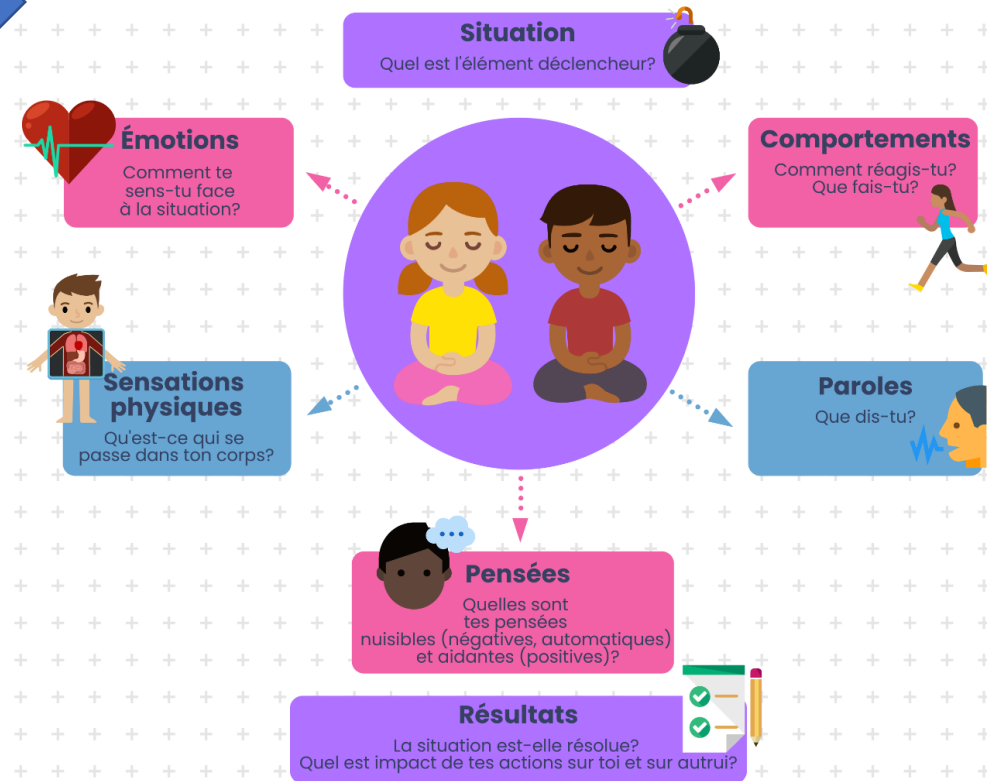 Situation
Quel est l'élément déclencheur?
Émotions
Comment te
sens-tu face
à la situation?
Comportements
Comment réagis-tu?
Que fais-tu?
Sensations
physiques
Qu'est-ce qui se
passe dans ton corps?
Paroles
Que dis-tu?
Pensées
Quelles sont
tes pensées
nuisibles (négatives, automatiques)
et aidantes (positives)?
Résultats
La situation est-elle résolue?
Quel est impact de tes actions sur toi et sur autrui?